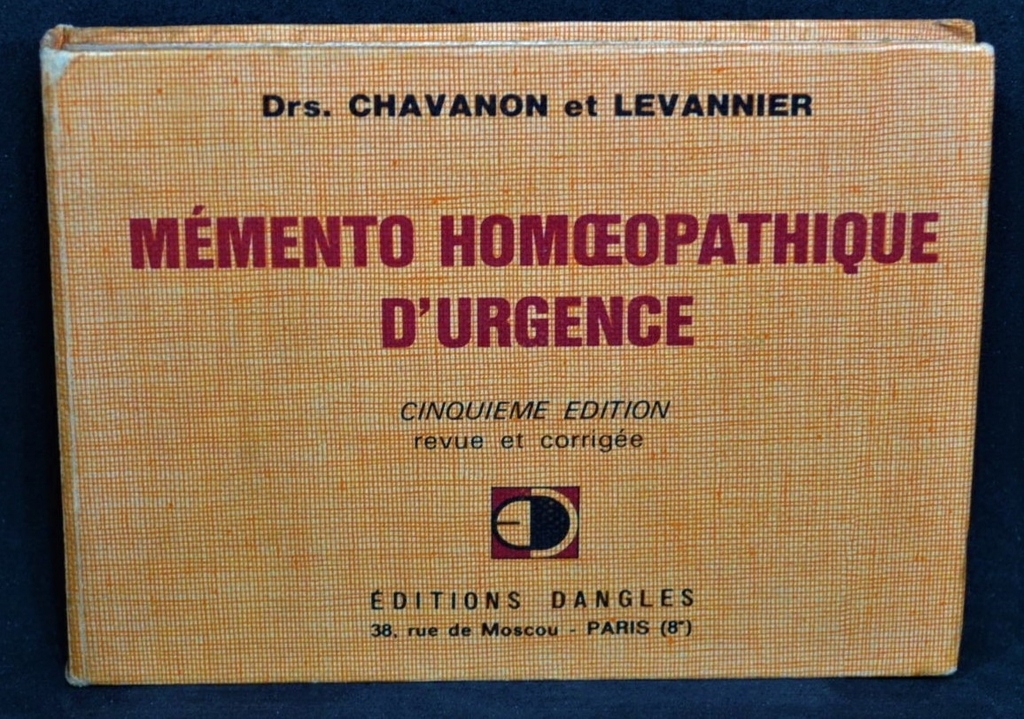 Drs. CHAVANON et LEVANNIER
MÉMENTO HOMŒOPATHIQUE
D'URGENCE
CINQUIEME EDITION
revue et corrigée
ÉDITIONS DANGLES
38, rue de Moscou - PARIS (8ᵉ)